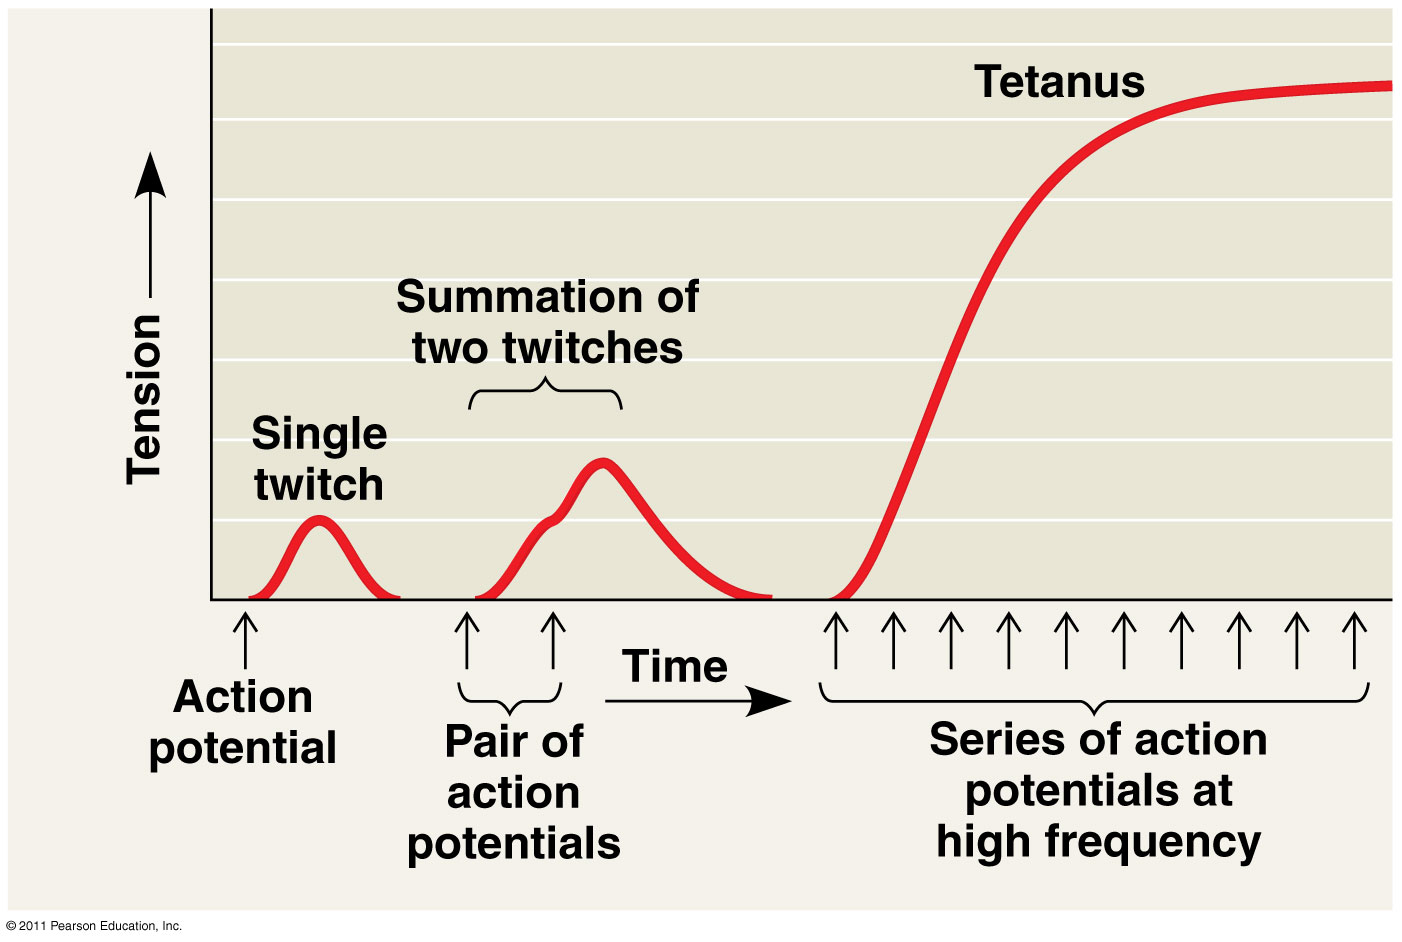 Tetanus
Summation of
two twitches
Single
twitch
Tension
Action
potential
Pair of
action
potentials
Time
Series of action
potentials at
high frequency
© 2011 Pearson Education, Inc.